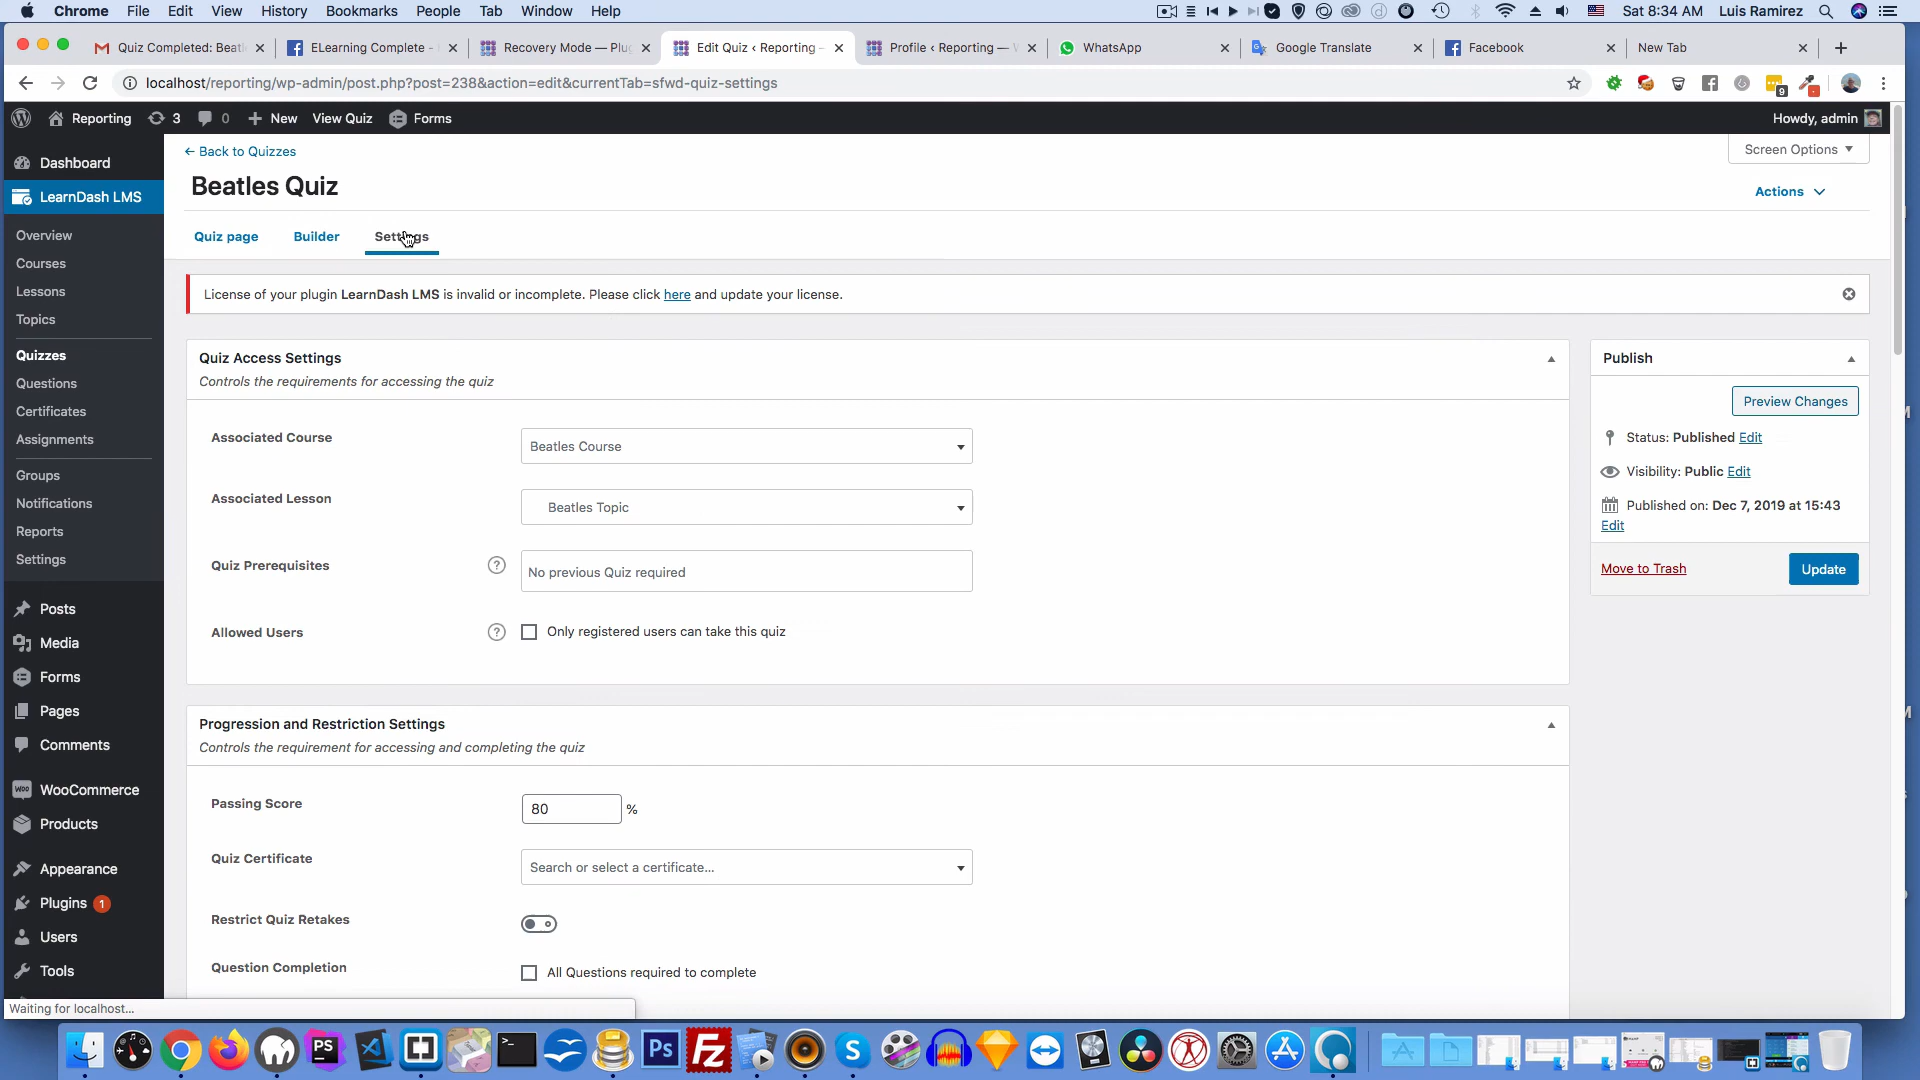 Chrome File Edit View History Bookmarks People Tab Window Help Sat 8:34 AM Luis Ramirez
Quiz Completed: Beatl ELearning Complete - Recovery Mode — Plug Edit Quiz ‹ Reporting — Profile ‹ Reporting — WhatsApp Google Translate Facebook New Tab
localhost/reporting/wp-admin/post.php?post=238&action=edit&currentTab=sfwd-quiz-settings 9
Reporting 3 0 New View Quiz Forms Howdy, admin
Dashboard
LearnDash LMS
Overview
Courses
Lessons
Topics
Quizzes
Questions
Certificates
Assignments
Groups
Notifications
Reports
Settings
Posts
Media
Forms
Pages
Comments
WooCommerce
Products
Appearance
Plugins 1
Users
Tools
← Back to Quizzes
Screen Options
Beatles Quiz
Actions
Quiz page Builder Settings
License of your plugin LearnDash LMS is invalid or incomplete. Please click here and update your license.
Quiz Access Settings
Controls the requirements for accessing the quiz
Associated Course Beatles Course
Associated Lesson Beatles Topic
Quiz Prerequisites ? No previous Quiz required
Allowed Users ? Only registered users can take this quiz
Progression and Restriction Settings
Controls the requirement for accessing and completing the quiz
Passing Score 80 %
Quiz Certificate Search or select a certificate...
Restrict Quiz Retakes
Question Completion All Questions required to complete
Publish
Preview Changes
Status: Published Edit
Visibility: Public Edit
Published on: Dec 7, 2019 at 15:43
Edit
Move to Trash Update
Waiting for localhost...
PS Ps Fz S